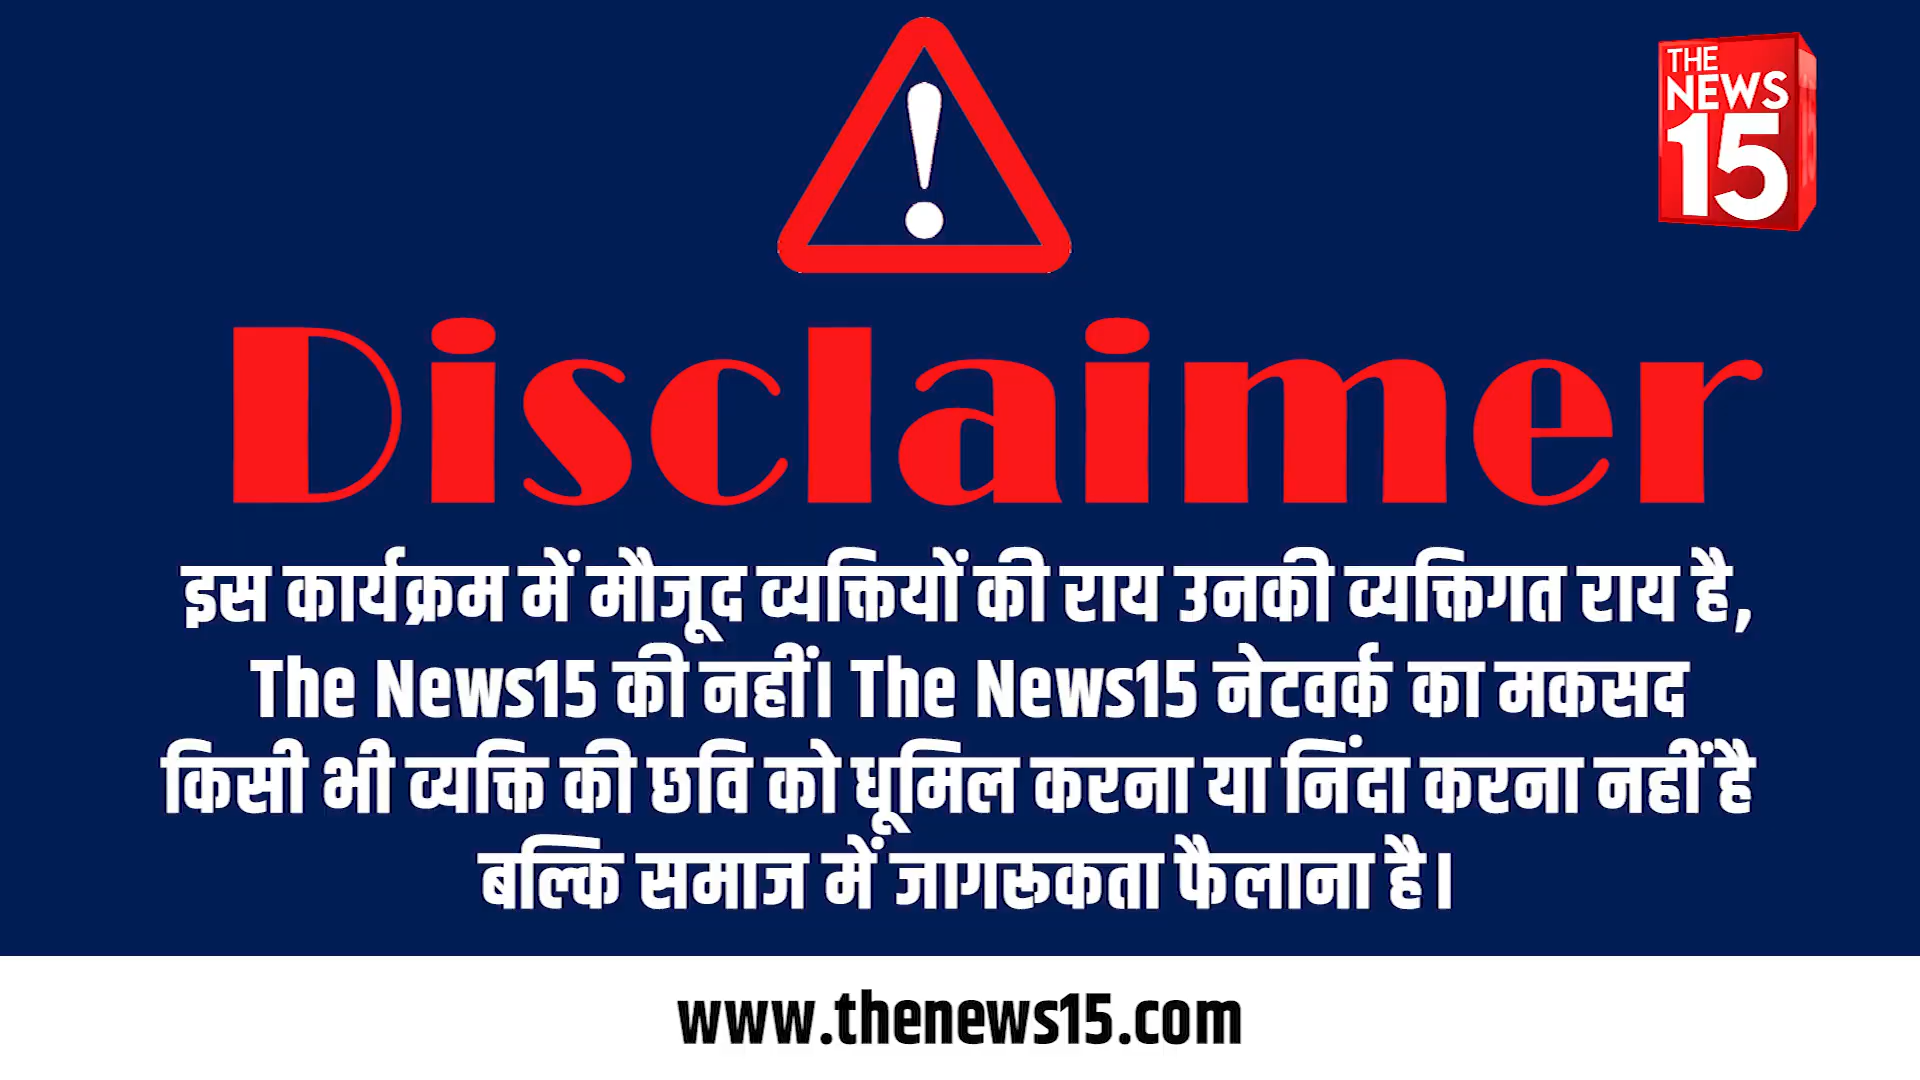 THE
NEWS
15
Disclaimer
इस कार्यक्रम में मौजूद व्यक्तियों की राय उनकी व्यक्तिगत राय है,
The News15 की नहीं। The News15 नेटवर्क का मकसद
किसी भी व्यक्ति की छवि को धूमिल करना या निंदा करना नहीं है
बल्कि समाज में जागरूकता फैलाना है।
www.thenews15.com